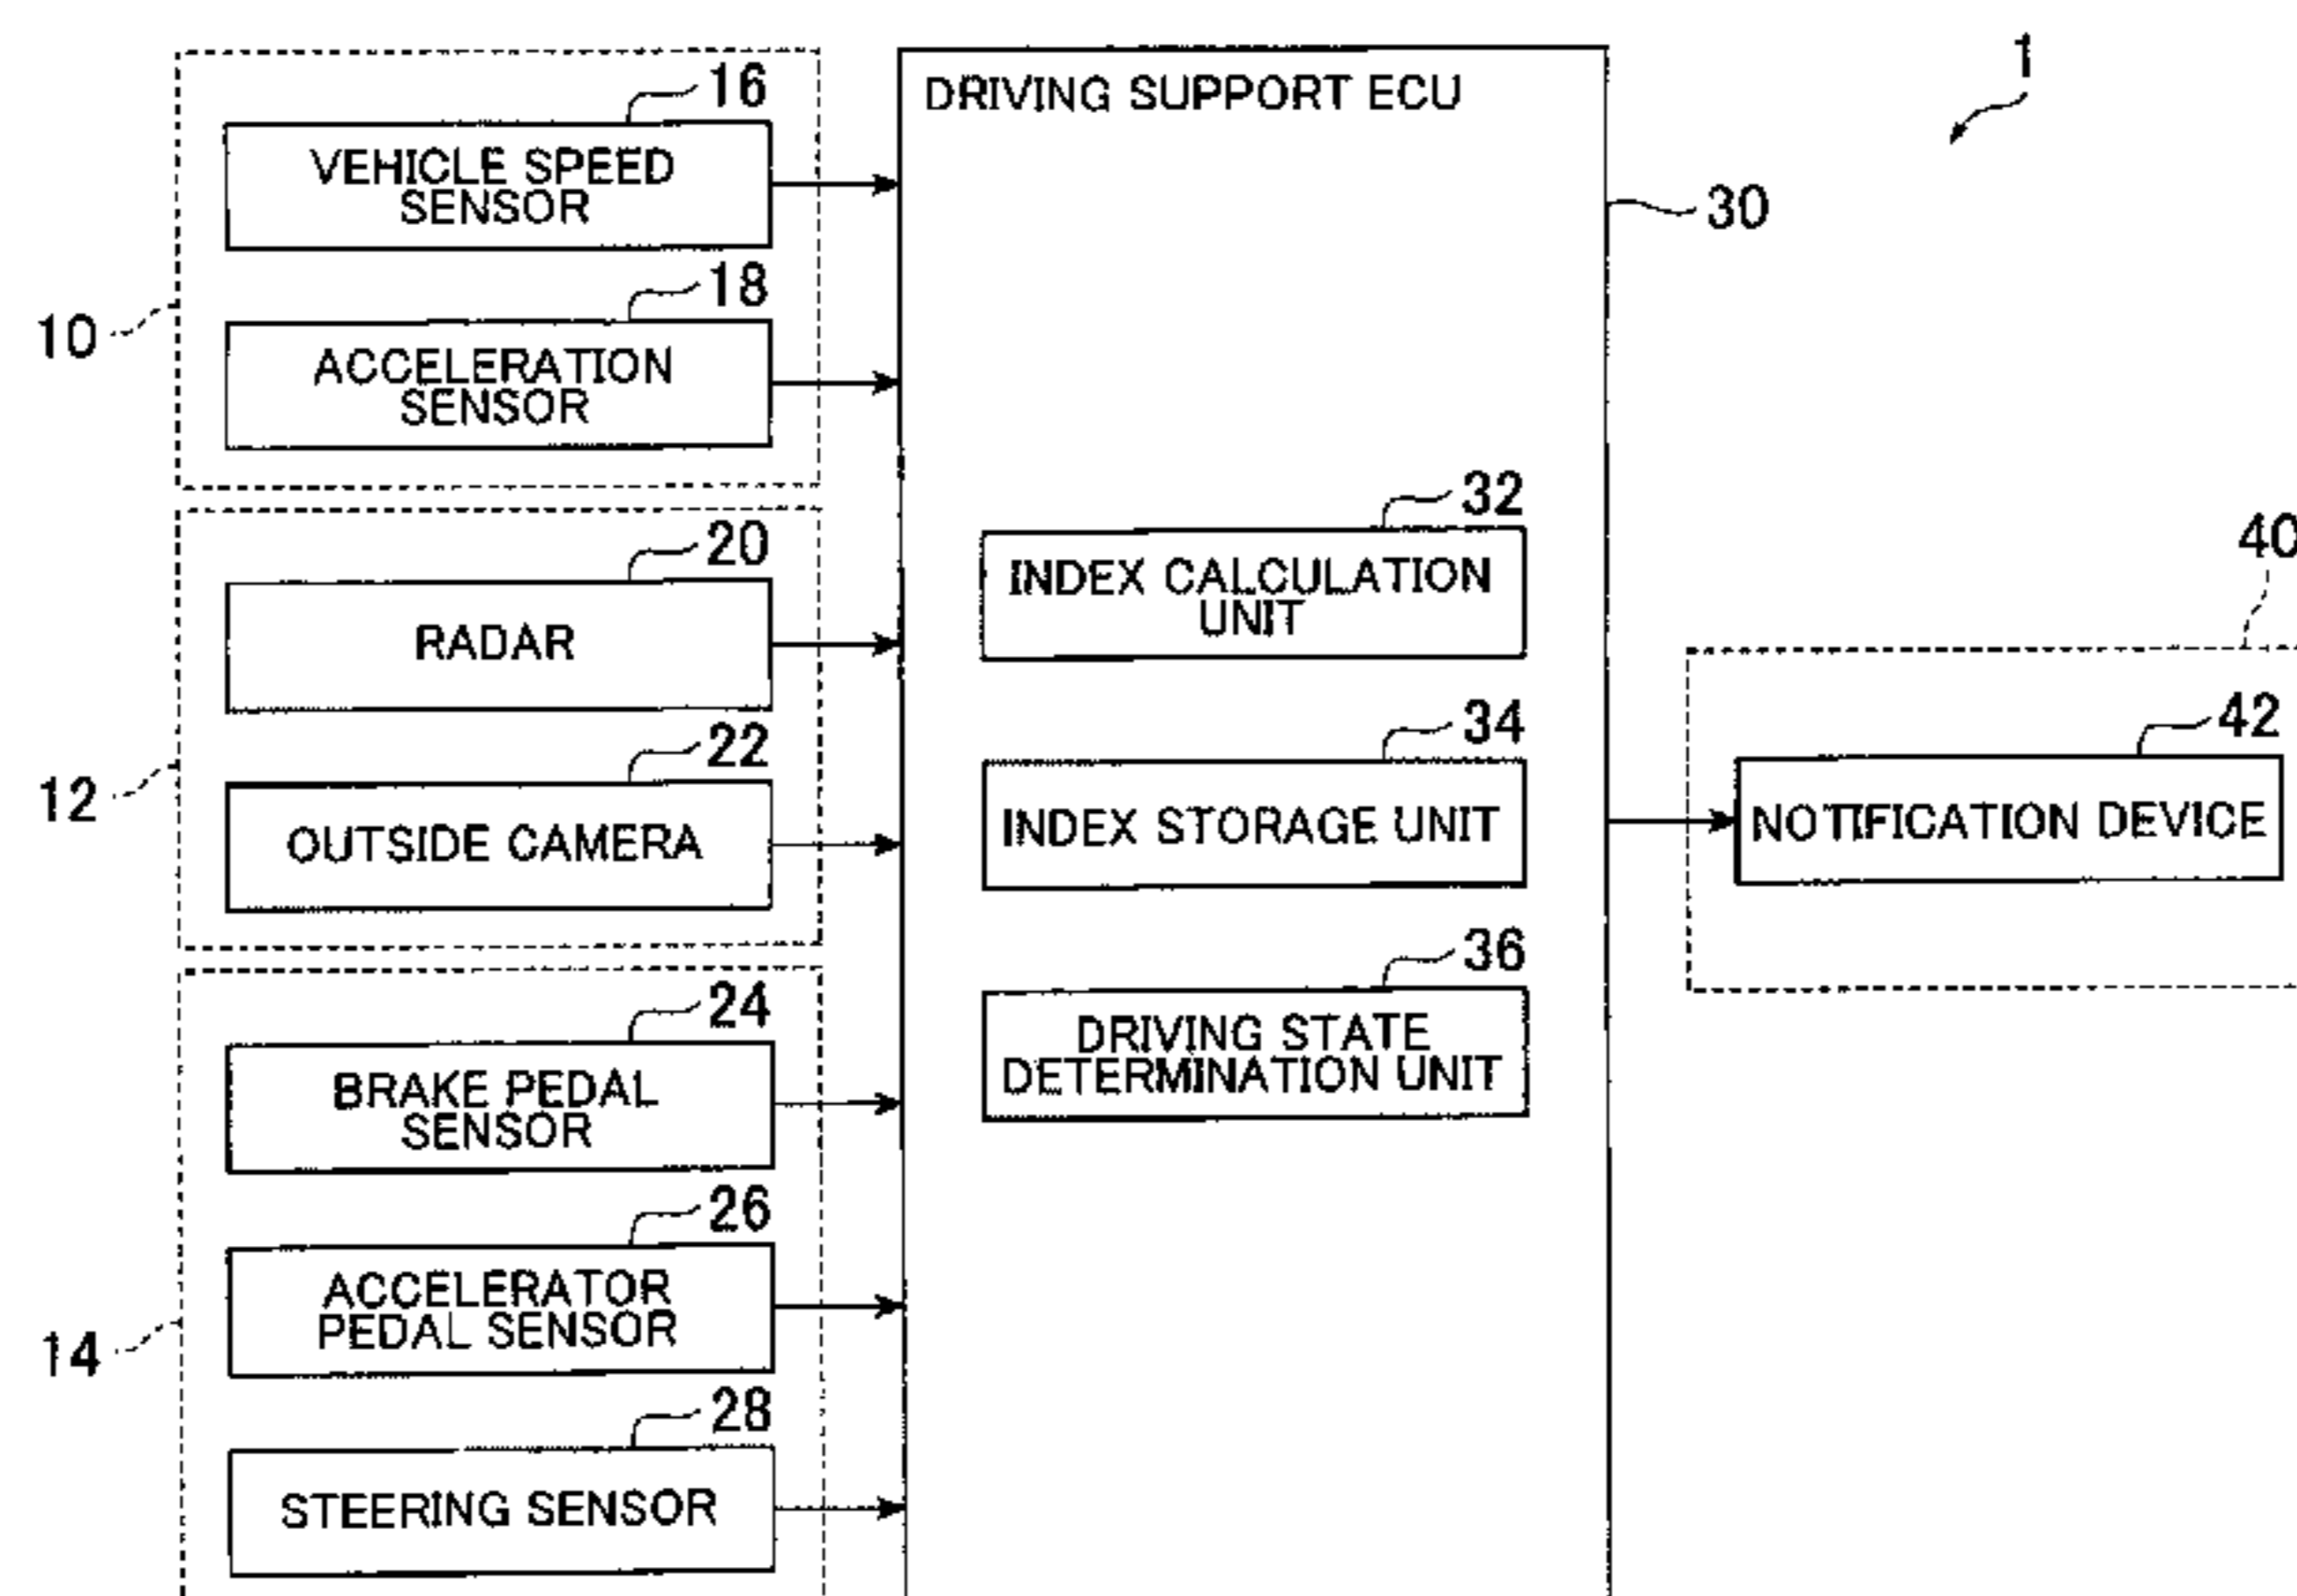 1
DRIVING SUPPORT ECU
30
10
16
VEHICLE SPEED
SENSOR
18
ACCELERATION
SENSOR
12
20
RADAR
22
OUTSIDE CAMERA
14
24
BRAKE PEDAL
SENSOR
26
ACCELERATOR
PEDAL SENSOR
28
STEERING SENSOR
32
INDEX CALCULATION
UNIT
34
INDEX STORAGE UNIT
36
DRIVING STATE
DETERMINATION UNIT
40
42
NOTIFICATION DEVICE